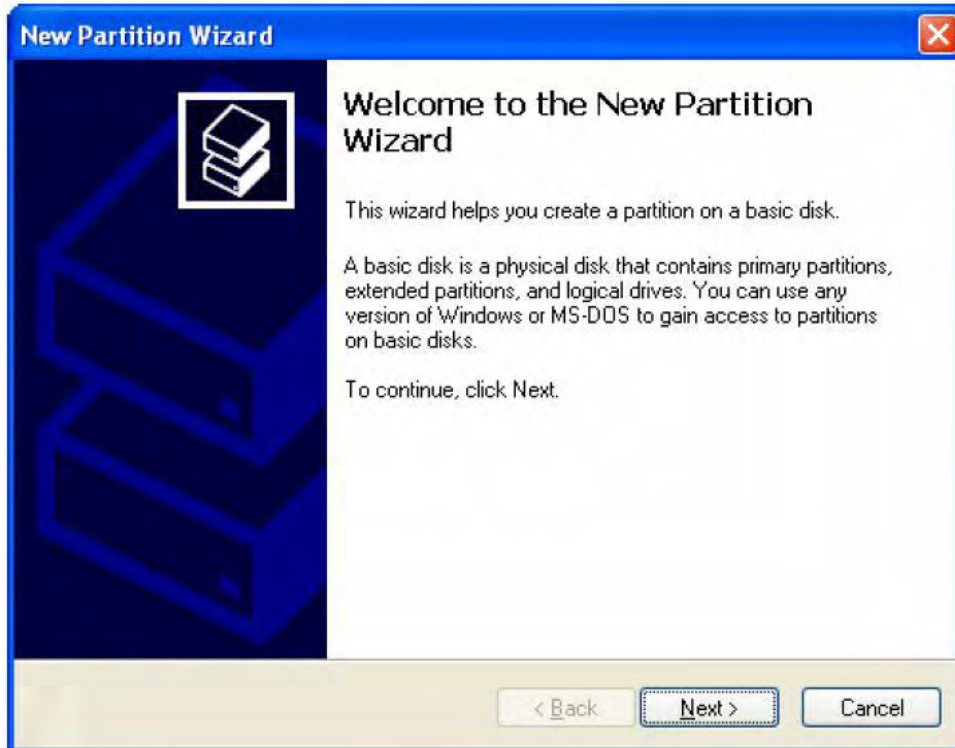 New Partition Wizard
Welcome to the New Partition
Wizard
This wizard helps you create a partition on a basic disk.
A basic disk is a physical disk that contains primary partitions,
extended partitions, and logical drives. You can use any
version of Windows or MS-DOS to gain access to partitions
on basic disks.
To continue, click Next.
< Back
Next >
Cancel